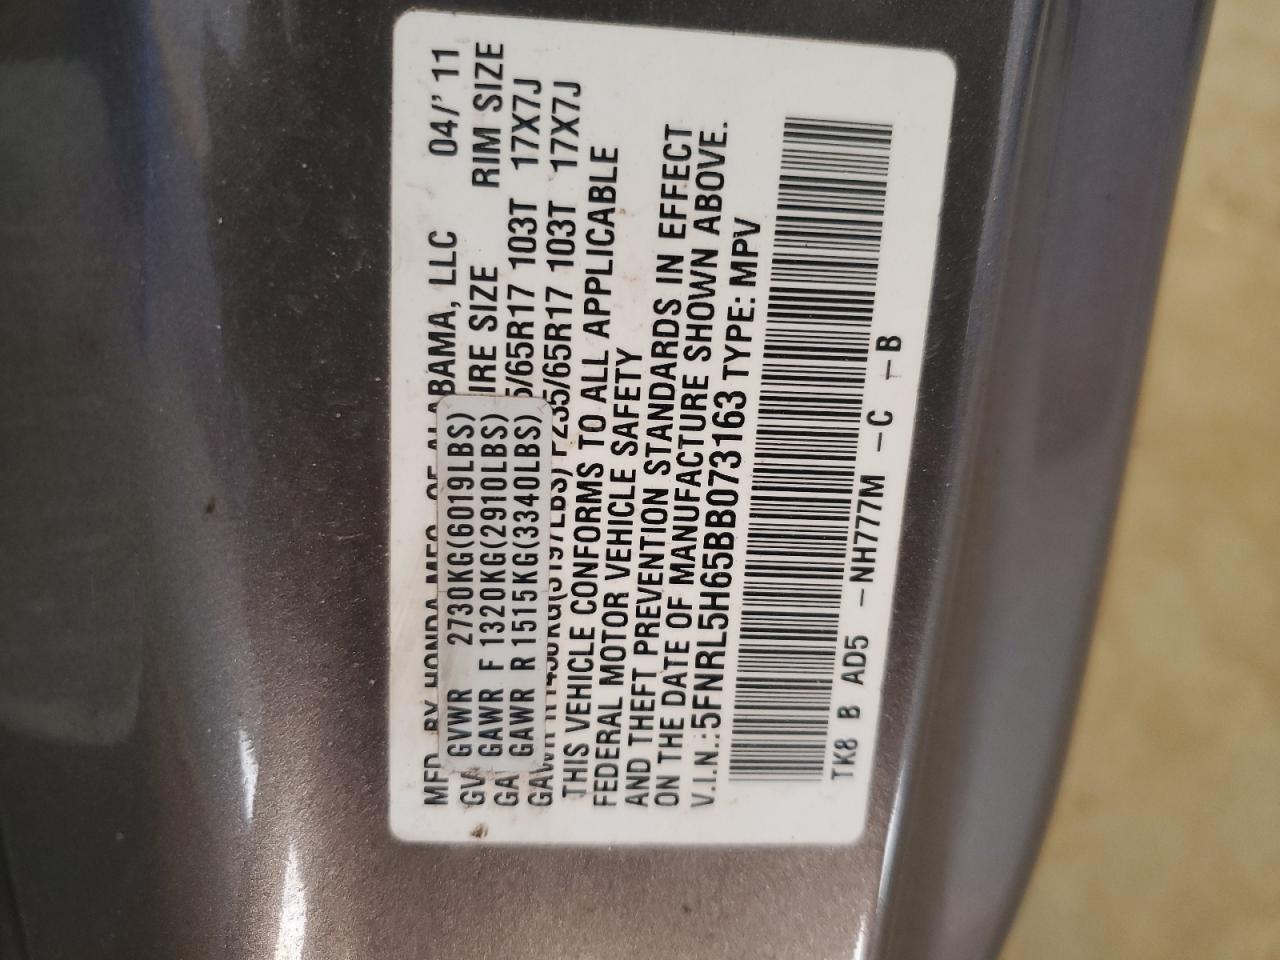 MFD. BY HONDA MFG. OF ALABAMA, LLC 04/'11
GV TIRE SIZE RIM SIZE
GA 5/65R17 103T 17X7J
GAWR R P235/65R17 103T 17X7J
GVWR 2730KG(6019LBS)
GAWR F 1320KG(2910LBS)
GAWR R 1515KG(3340LBS)
THIS VEHICLE CONFORMS TO ALL APPLICABLE
FEDERAL MOTOR VEHICLE SAFETY
AND THEFT PREVENTION STANDARDS IN EFFECT
ON THE DATE OF MANUFACTURE SHOWN ABOVE.
V.I.N.:5FNRL5H65BB073163 TYPE: MPV
TK8 B AD5 -NH777M -C -B